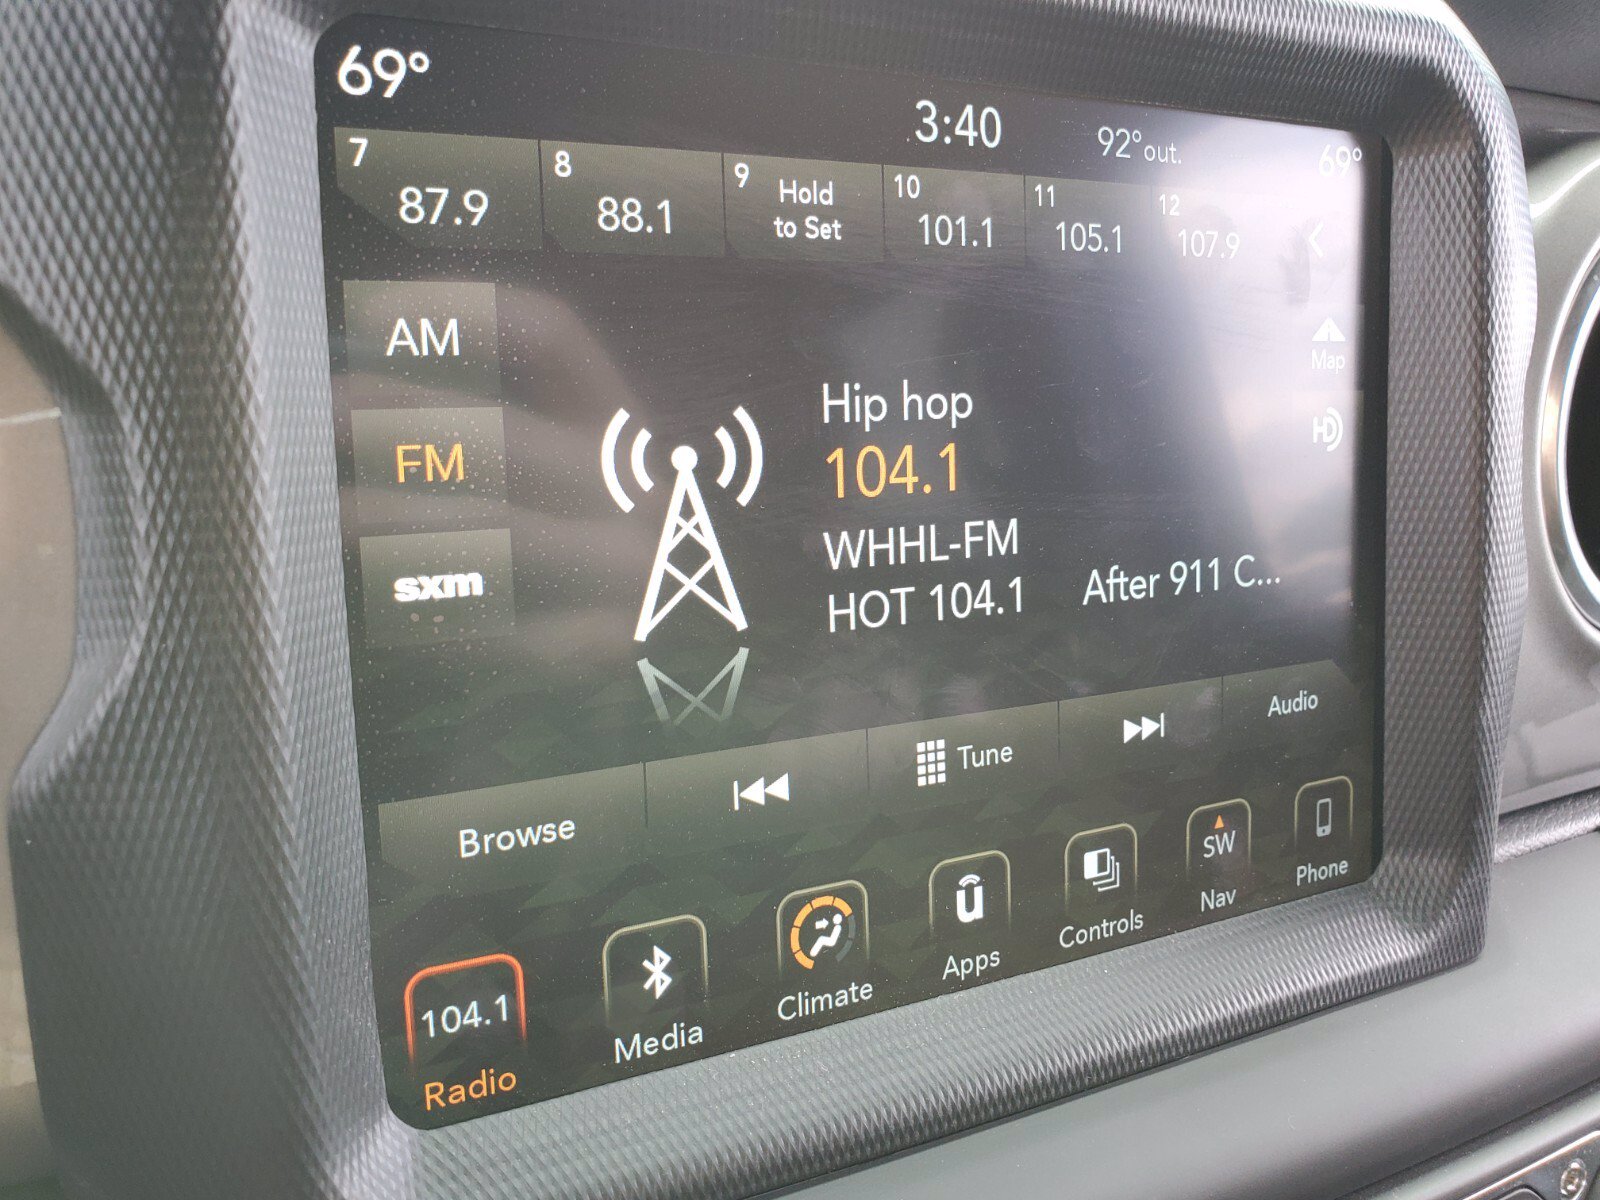 69°
3:40
92° out.
69°
7
87.9
8
88.1
9
Hold
to Set
10
101.1
11
105.1
12
107.9
AM
FM
sxm
Hip hop
104.1
WHHL-FM
HOT 104.1
After 911 C...
Map
HD
Browse
Tune
Audio
104.1
Radio
Media
Climate
Apps
Controls
SW
Nav
Phone